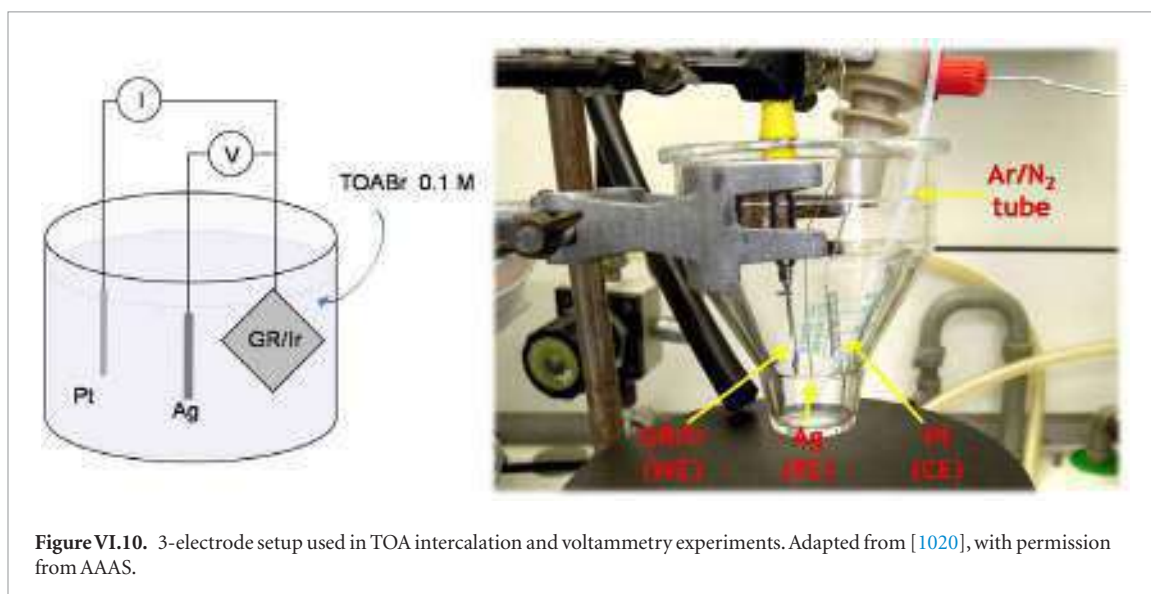 I
V
TOABr 0.1 M
GR/Ir
Pt
Ag
Ar/N₂
tube
Ag
(RE)
Pt
(CE)
(WE)
Figure VI.10. 3-electrode setup used in TOA intercalation and voltammetry experiments. Adapted from [1020], with permission
from AAAS.